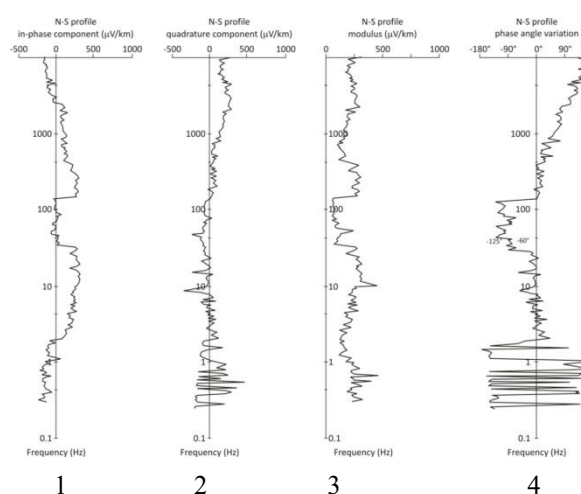 N-S profile
in-phase component (μV/km)
-500 0 500 1000
1000
100
10
1
0.1
Frequency (Hz)
1
N-S profile
quadrature component (μV/km)
-500 0 500 1000
1000
100
10
1
0.1
Frequency (Hz)
2
N-S profile
modulus (μV/km)
0 500 1000
1000
100
10
1
0.1
Frequency (Hz)
3
N-S profile
phase angle variation
-180° -90° 0° 90°
1000
100
-125° -60°
10
1
0.1
Frequency (Hz)
4